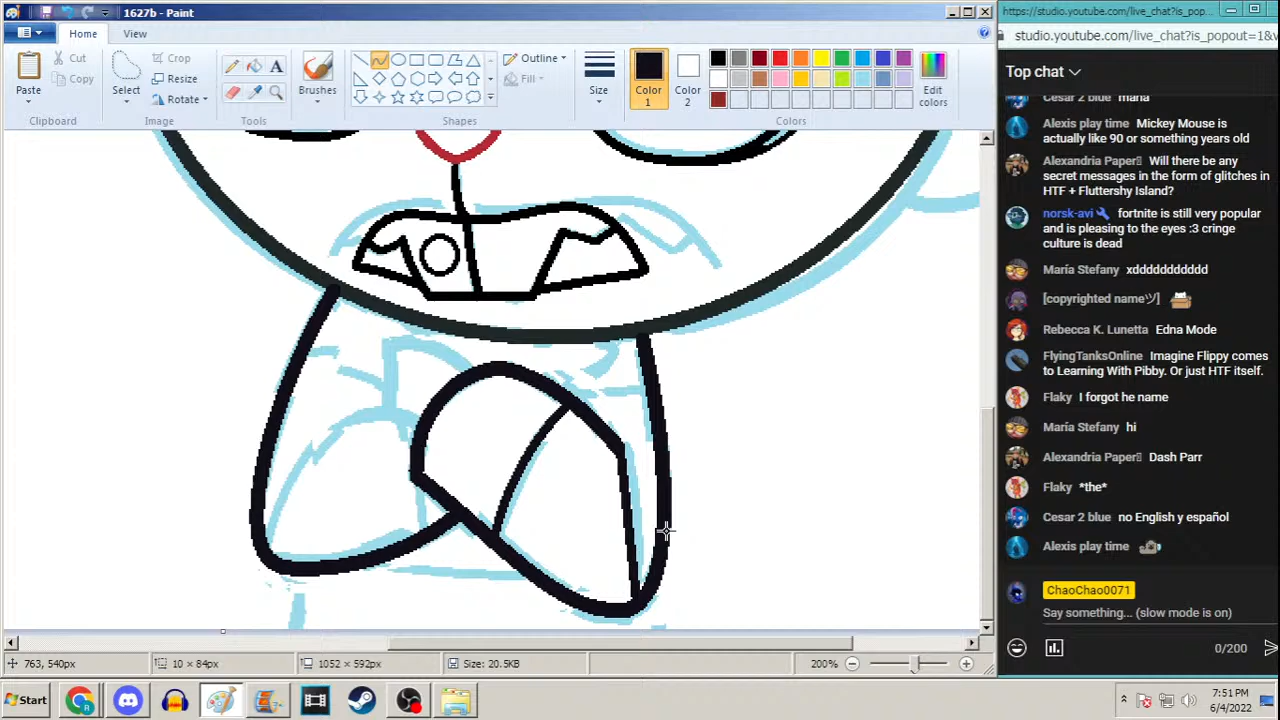 1627b - Paint
https://studio.youtube.com/live_chat?is_pop...
studio.youtube.com/live_chat?is_popout=1&v
Home
View
Paste
Cut
Copy
Clipboard
Select
Crop
Resize
Rotate
Image
Tools
Brushes
Outline
Fill
Shapes
Size
Color
1
Color
2
Edit
colors
Colors
Top chat
Cesar 2 blue maria
Alexis play time Mickey Mouse is
actually like 90 or something years old
Alexandria Paper Will there be any
secret messages in the form of glitches in
HTF + Fluttershy Island?
norsk-avi fortnite is still very popular
and is pleasing to the eyes :3 cringe
culture is dead
María Stefany xdddddddddd
[copyrighted nameツ]
Rebecca K. Lunetta Edna Mode
FlyingTanksOnline Imagine Flippy comes
to Learning With Pibby. Or just HTF itself.
Flaky I forgot he name
María Stefany hi
Alexandria Paper Dash Parr
Flaky *the*
Cesar 2 blue no English y español
Alexis play time
ChaoChao0071
Say something... (slow mode is on)
0/200
763, 540px
10 × 84px
1052 × 592px
Size: 20.5KB
200%
Start
7:51 PM
6/4/2022